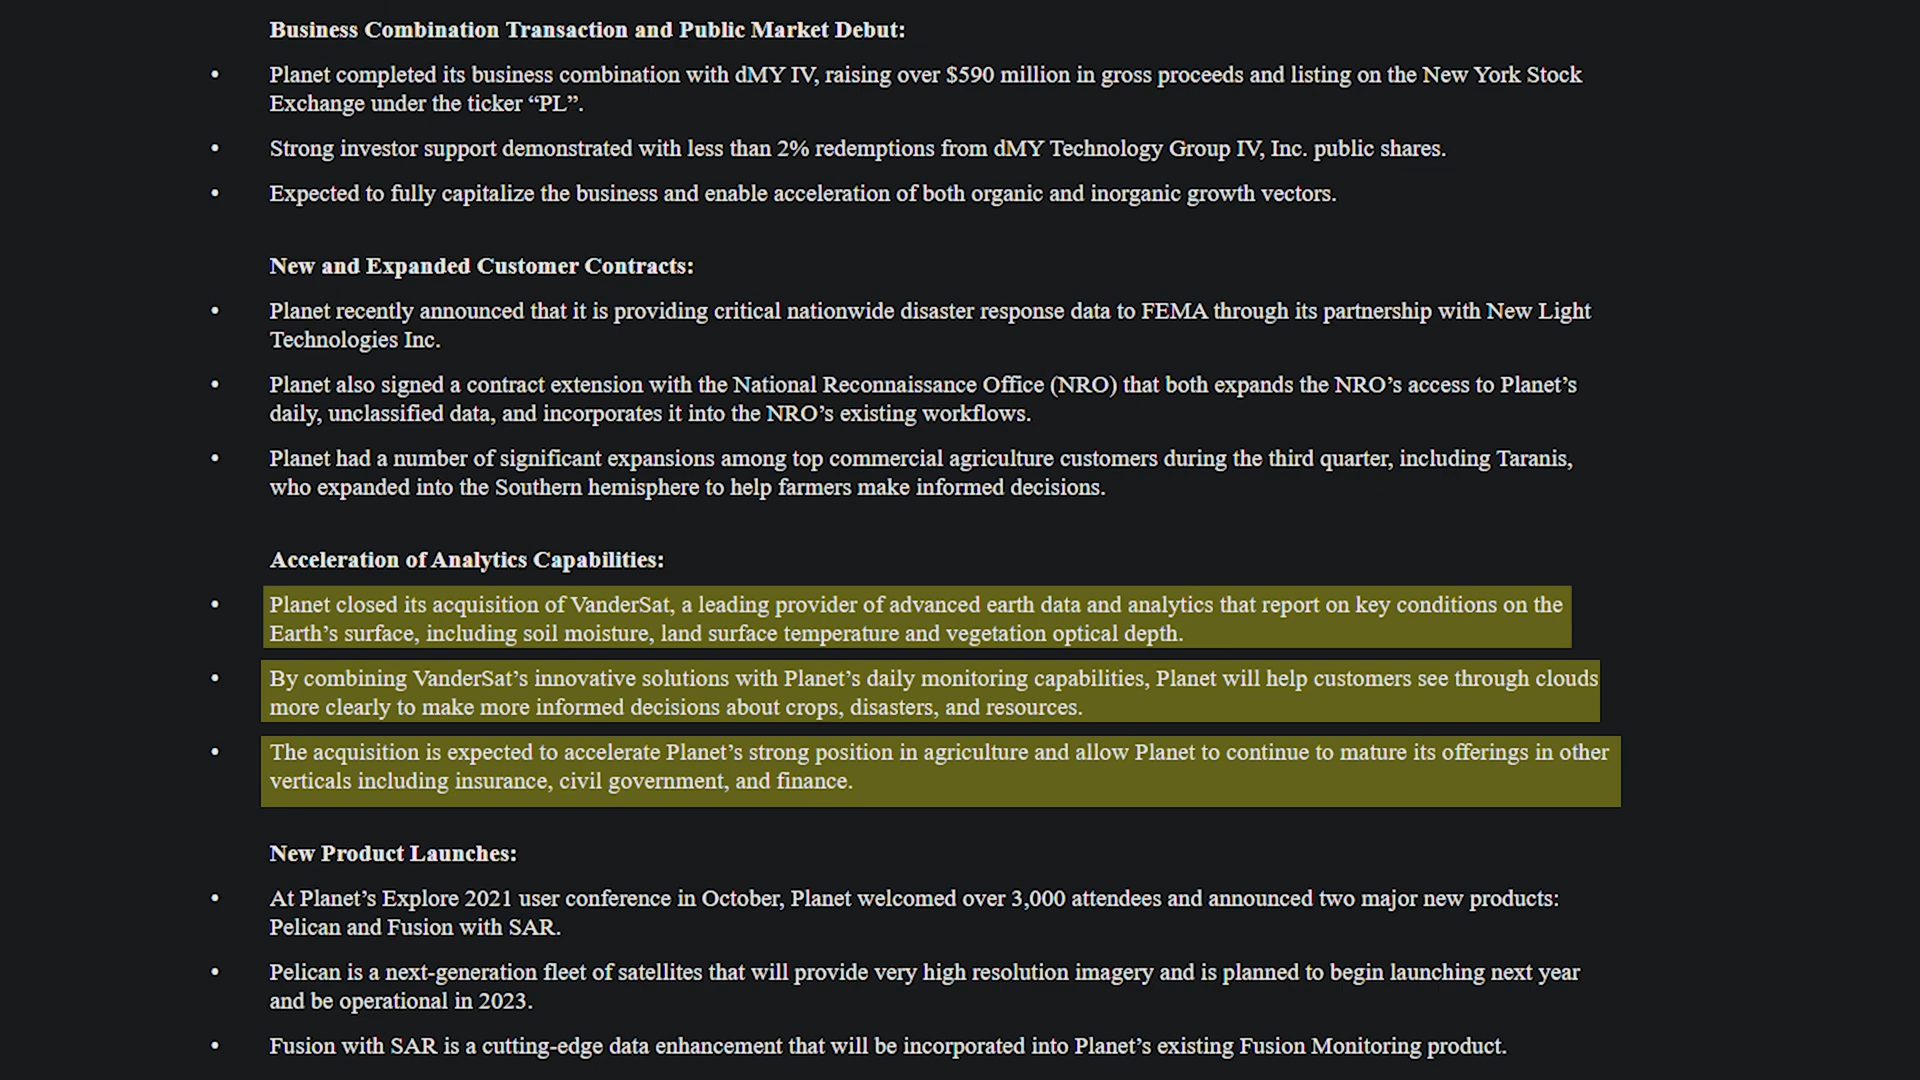 Business Combination Transaction and Public Market Debut:
• Planet completed its business combination with dMY IV, raising over $590 million in gross proceeds and listing on the New York Stock
Exchange under the ticker “PL”.
• Strong investor support demonstrated with less than 2% redemptions from dMY Technology Group IV, Inc. public shares.
• Expected to fully capitalize the business and enable acceleration of both organic and inorganic growth vectors.
New and Expanded Customer Contracts:
• Planet recently announced that it is providing critical nationwide disaster response data to FEMA through its partnership with New Light
Technologies Inc.
• Planet also signed a contract extension with the National Reconnaissance Office (NRO) that both expands the NRO’s access to Planet’s
daily, unclassified data, and incorporates it into the NRO’s existing workflows.
• Planet had a number of significant expansions among top commercial agriculture customers during the third quarter, including Taranis,
who expanded into the Southern hemisphere to help farmers make informed decisions.
Acceleration of Analytics Capabilities:
• Planet closed its acquisition of VanderSat, a leading provider of advanced earth data and analytics that report on key conditions on the
Earth’s surface, including soil moisture, land surface temperature and vegetation optical depth.
• By combining VanderSat’s innovative solutions with Planet’s daily monitoring capabilities, Planet will help customers see through clouds
more clearly to make more informed decisions about crops, disasters, and resources.
• The acquisition is expected to accelerate Planet’s strong position in agriculture and allow Planet to continue to mature its offerings in other
verticals including insurance, civil government, and finance.
New Product Launches:
• At Planet’s Explore 2021 user conference in October, Planet welcomed over 3,000 attendees and announced two major new products:
Pelican and Fusion with SAR.
• Pelican is a next-generation fleet of satellites that will provide very high resolution imagery and is planned to begin launching next year
and be operational in 2023.
• Fusion with SAR is a cutting-edge data enhancement that will be incorporated into Planet’s existing Fusion Monitoring product.